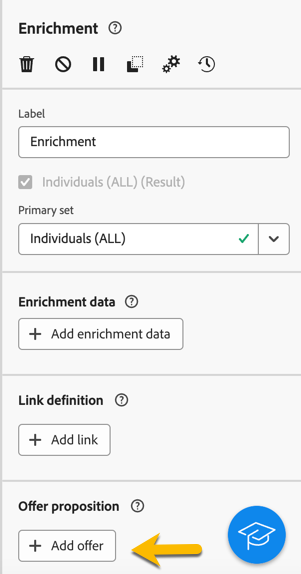 Enrichment
Label
Enrichment
Individuals (ALL) (Result)
Primary set
Individuals (ALL)
Enrichment data
+ Add enrichment data
Link definition
+ Add link
Offer proposition
+ Add offer